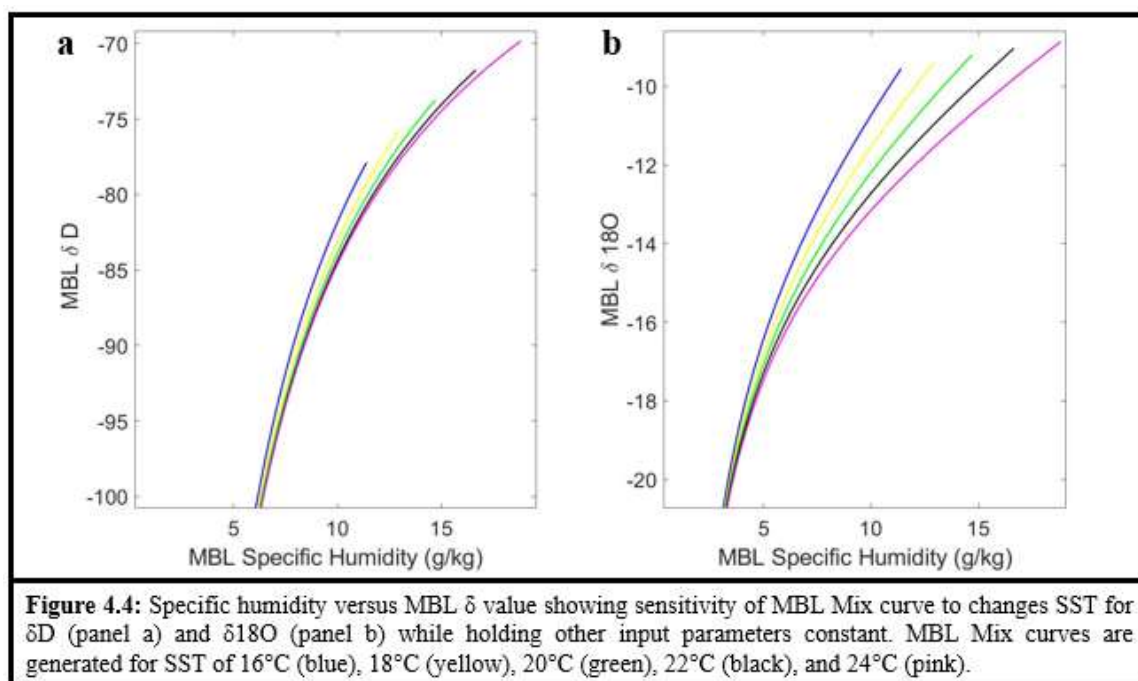 a
b
-70
-75
-80
-85
-90
-95
-100
MBL δ D
5
10
15
MBL Specific Humidity (g/kg)
-10
-12
-14
-16
-18
-20
MBL δ 18O
5
10
15
MBL Specific Humidity (g/kg)
Figure 4.4: Specific humidity versus MBL δ value showing sensitivity of MBL Mix curve to changes SST for
δD (panel a) and δ18O (panel b) while holding other input parameters constant. MBL Mix curves are
generated for SST of 16°C (blue), 18°C (yellow), 20°C (green), 22°C (black), and 24°C (pink).